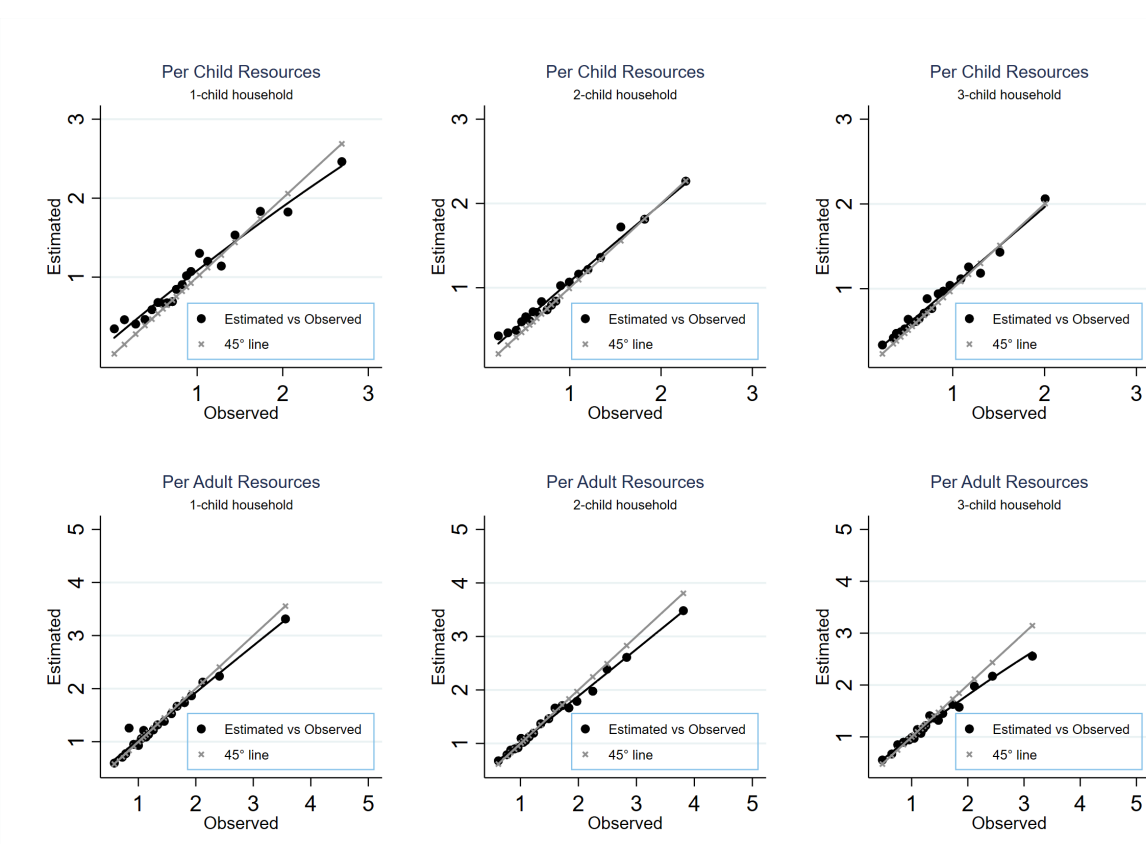 Per Child Resources
1-child household
3
2
1
Estimated
Estimated vs Observed
45° line
1 2 3
Observed
Per Child Resources
2-child household
3
2
1
Estimated
Estimated vs Observed
45° line
1 2 3
Observed
Per Child Resources
3-child household
3
2
1
Estimated
Estimated vs Observed
45° line
1 2 3
Observed
Per Adult Resources
1-child household
5
4
3
2
1
Estimated
Estimated vs Observed
45° line
1 2 3 4 5
Observed
Per Adult Resources
2-child household
5
4
3
2
1
Estimated
Estimated vs Observed
45° line
1 2 3 4 5
Observed
Per Adult Resources
3-child household
5
4
3
2
1
Estimated
Estimated vs Observed
45° line
1 2 3 4 5
Observed